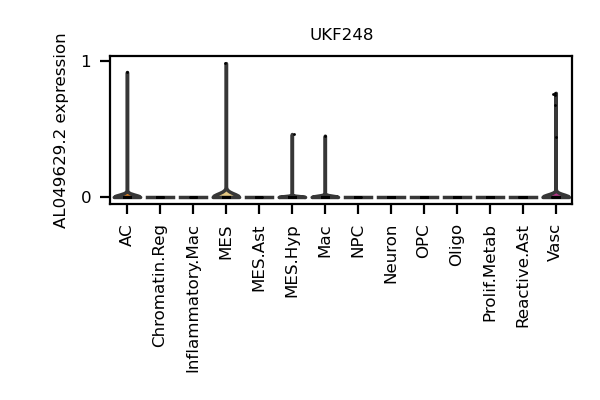 UKF248
AL049629.2 expression
1
0
AC
Chromatin.Reg
Inflammatory.Mac
MES
MES.Ast
MES.Hyp
Mac
NPC
Neuron
OPC
Oligo
Prolif.Metab
Reactive.Ast
Vasc